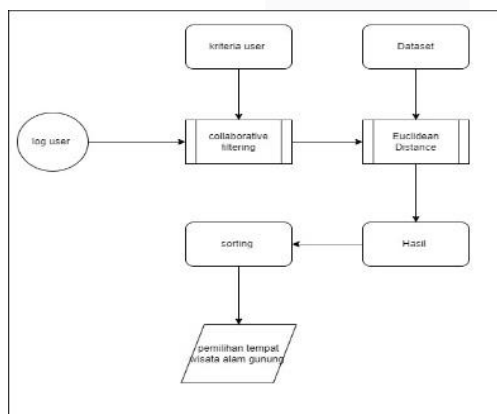 kriteria user
Dataset
log user
collaborative
filtering
Euclidean
Distance
sorting
Hasil
pemilihan tempat
wisata alam gunung